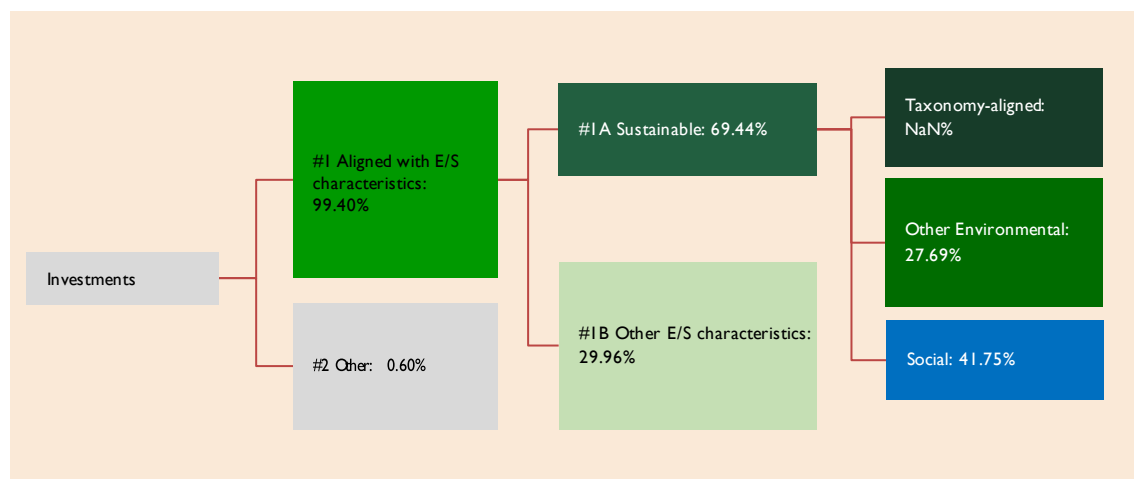 Investments
#1 Aligned with E/S
characteristics:
99.40%
#2 Other: 0.60%
#1A Sustainable: 69.44%
#1B Other E/S characteristics:
29.96%
Taxonomy-aligned:
NaN%
Other Environmental:
27.69%
Social: 41.75%